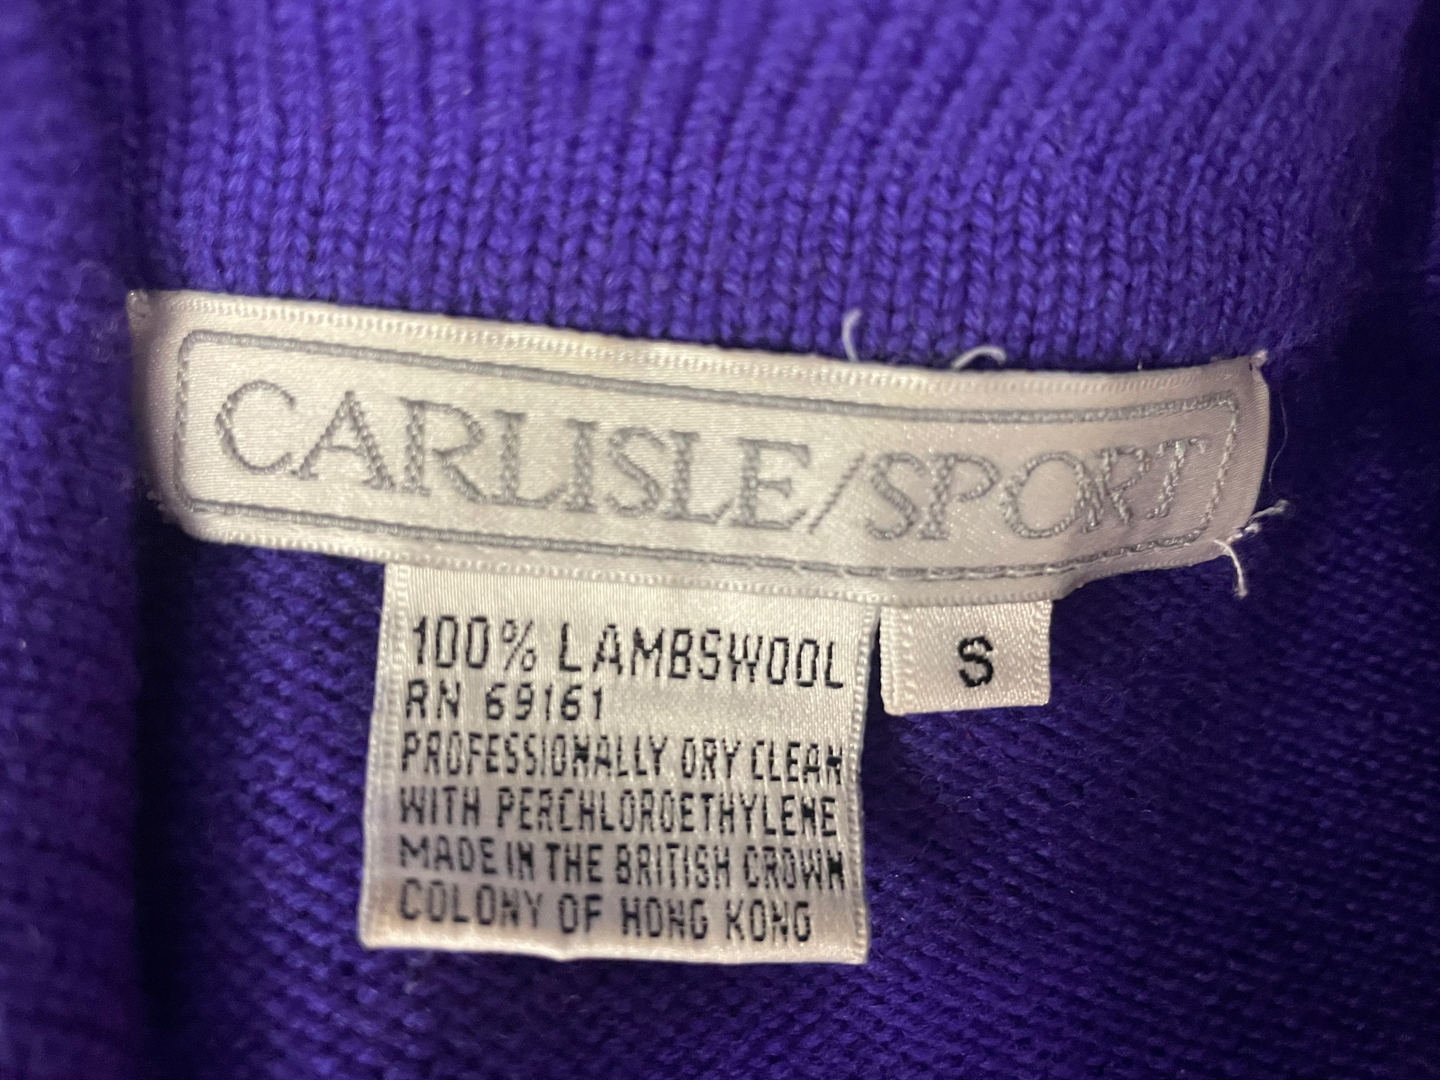 CARLISLE/SPORT
100% LAMBSWOOL
RN 69161
PROFESSIONALLY DRY CLEAN
WITH PERCHLOROETHYLENE
MADE IN THE BRITISH CROWN
COLONY OF HONG KONG
S